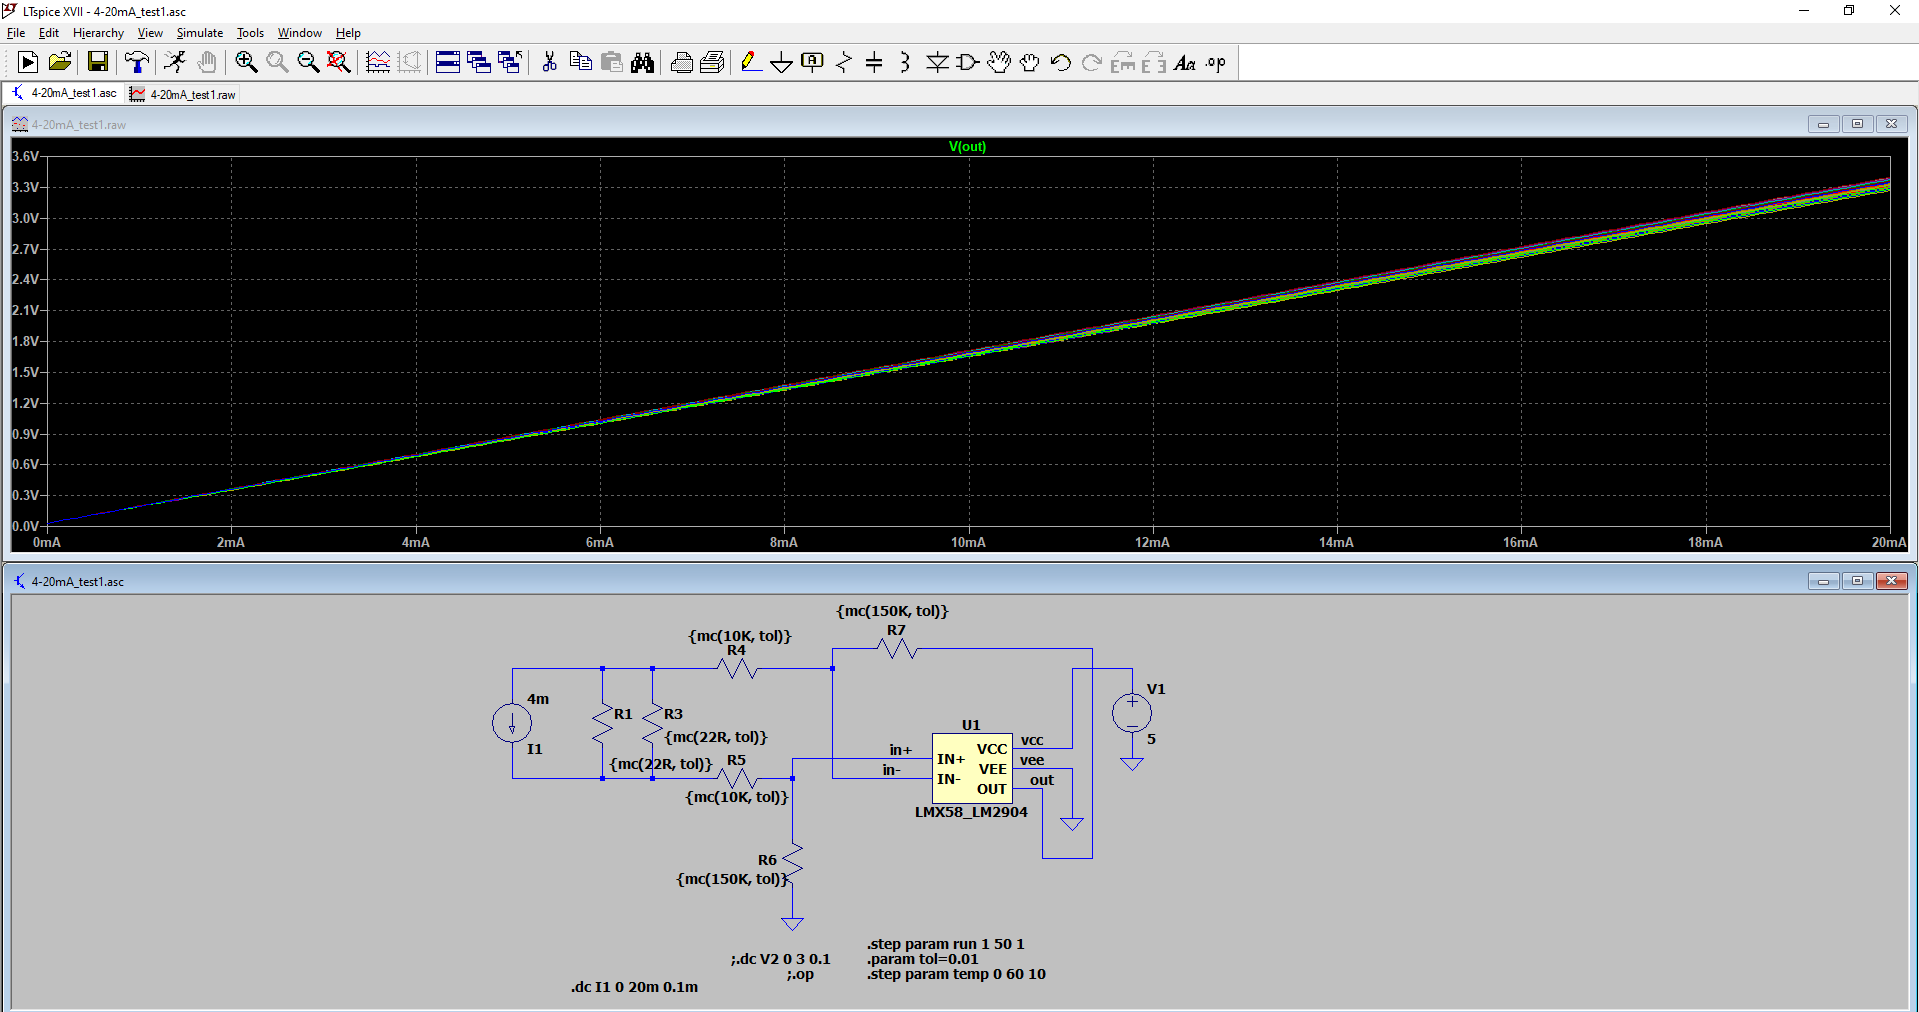 LTspice XVII - 4-20mA_test1.asc
File Edit Hierarchy View Simulate Tools Window Help
4-20mA_test1.asc 4-20mA_test1.raw
4-20mA_test1.raw
V(out)
3.6V
3.3V
3.0V
2.7V
2.4V
2.1V
1.8V
1.5V
1.2V
0.9V
0.6V
0.3V
0.0V
0mA 2mA 4mA 6mA 8mA 10mA 12mA 14mA 16mA 18mA 20mA
4-20mA_test1.asc
{mc(150K, tol)}
R7
{mc(10K, tol)}
R4
4m
I1
R1
R3
{mc(22R, tol)}
{mc(22R, tol)}
R5
{mc(10K, tol)}
V1
5
U1
in+
in-
IN+
IN-
VCC
VEE
OUT
vcc
vee
out
LMX58_LM2904
R6
{mc(150K, tol)}
.step param run 1 50 1
;.dc V2 0 3 0.1
.param tol=0.01
;.op
.step param temp 0 60 10
.dc I1 0 20m 0.1m